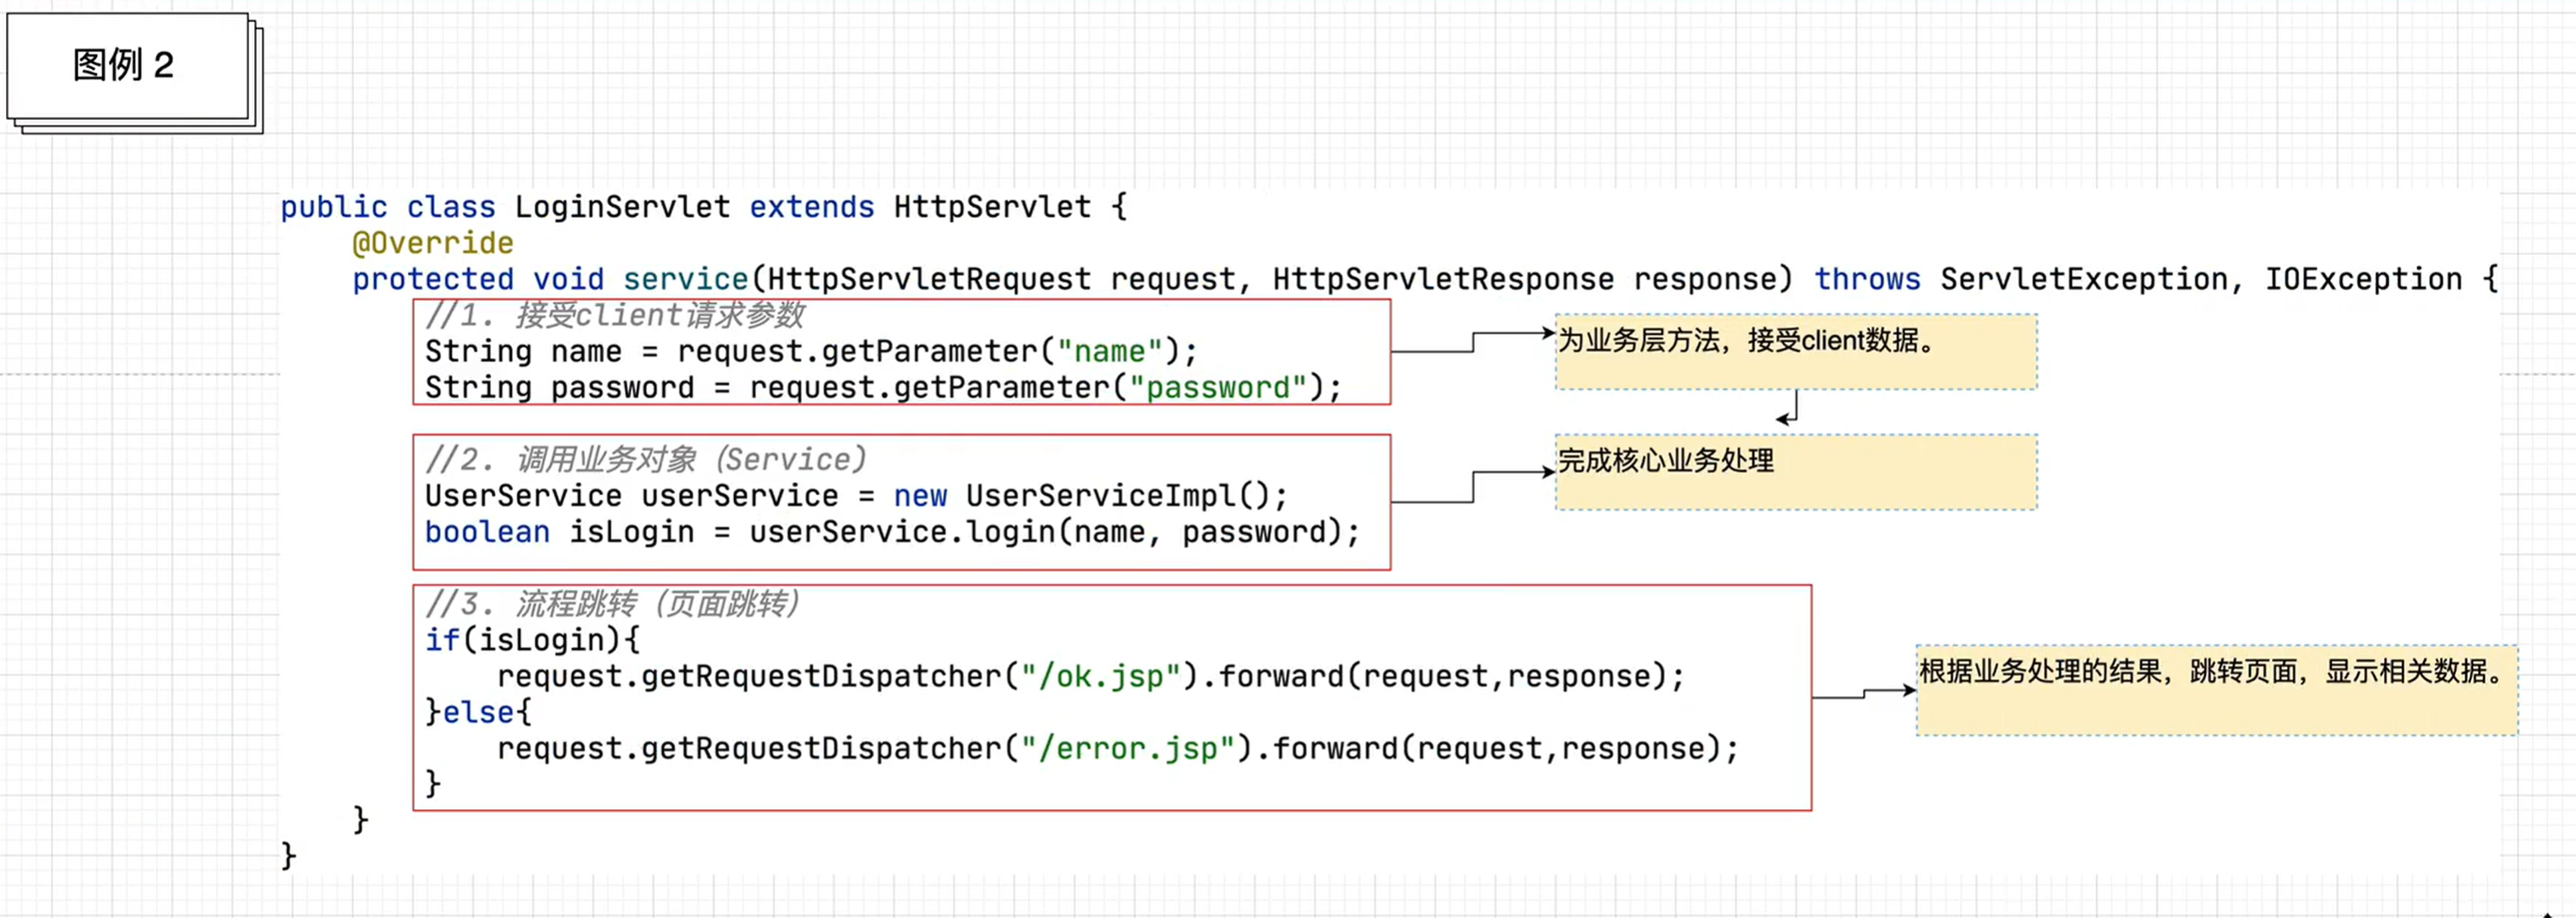 图例 2
public class LoginServlet extends HttpServlet {
@Override
protected void service(HttpServletRequest request, HttpServletResponse response) throws ServletException, IOException {
//1. 接受client请求参数
String name = request.getParameter("name");
String password = request.getParameter("password");
为业务层方法，接受client数据。
//2. 调用业务对象（Service）
UserService userService = new UserServiceImpl();
boolean isLogin = userService.login(name, password);
完成核心业务处理
//3. 流程跳转（页面跳转）
if(isLogin){
request.getRequestDispatcher("/ok.jsp").forward(request,response);
}else{
request.getRequestDispatcher("/error.jsp").forward(request,response);
}
根据业务处理的结果，跳转页面，显示相关数据。
}
}